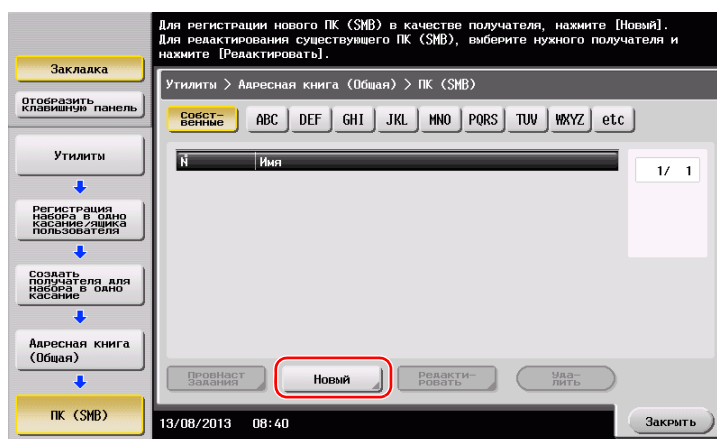 Для регистрации нового ПК (SMB) в качестве получателя, нажмите [Новый].
Для редактирования существующего ПК (SMB), выберите нужного получателя и
нажмите [Редактировать].
Закладка
Отобразить
клавишную панель
Утилиты
Регистрация
набора в одно
касание/ящика
пользователя
Создать
получателя для
набора в одно
касание
Адресная книга
(Общая)
ПК (SMB)
Утилиты > Адресная книга (Общая) > ПК (SMB)
Собст-
венные
ABC
DEF
GHI
JKL
MNO
PQRS
TUV
WXYZ
etc
N
Имя
1/ 1
ПровНаст
Задания
Новый
Редакти-
ровать
Уда-
лить
13/08/2013 08:40
Закрыть